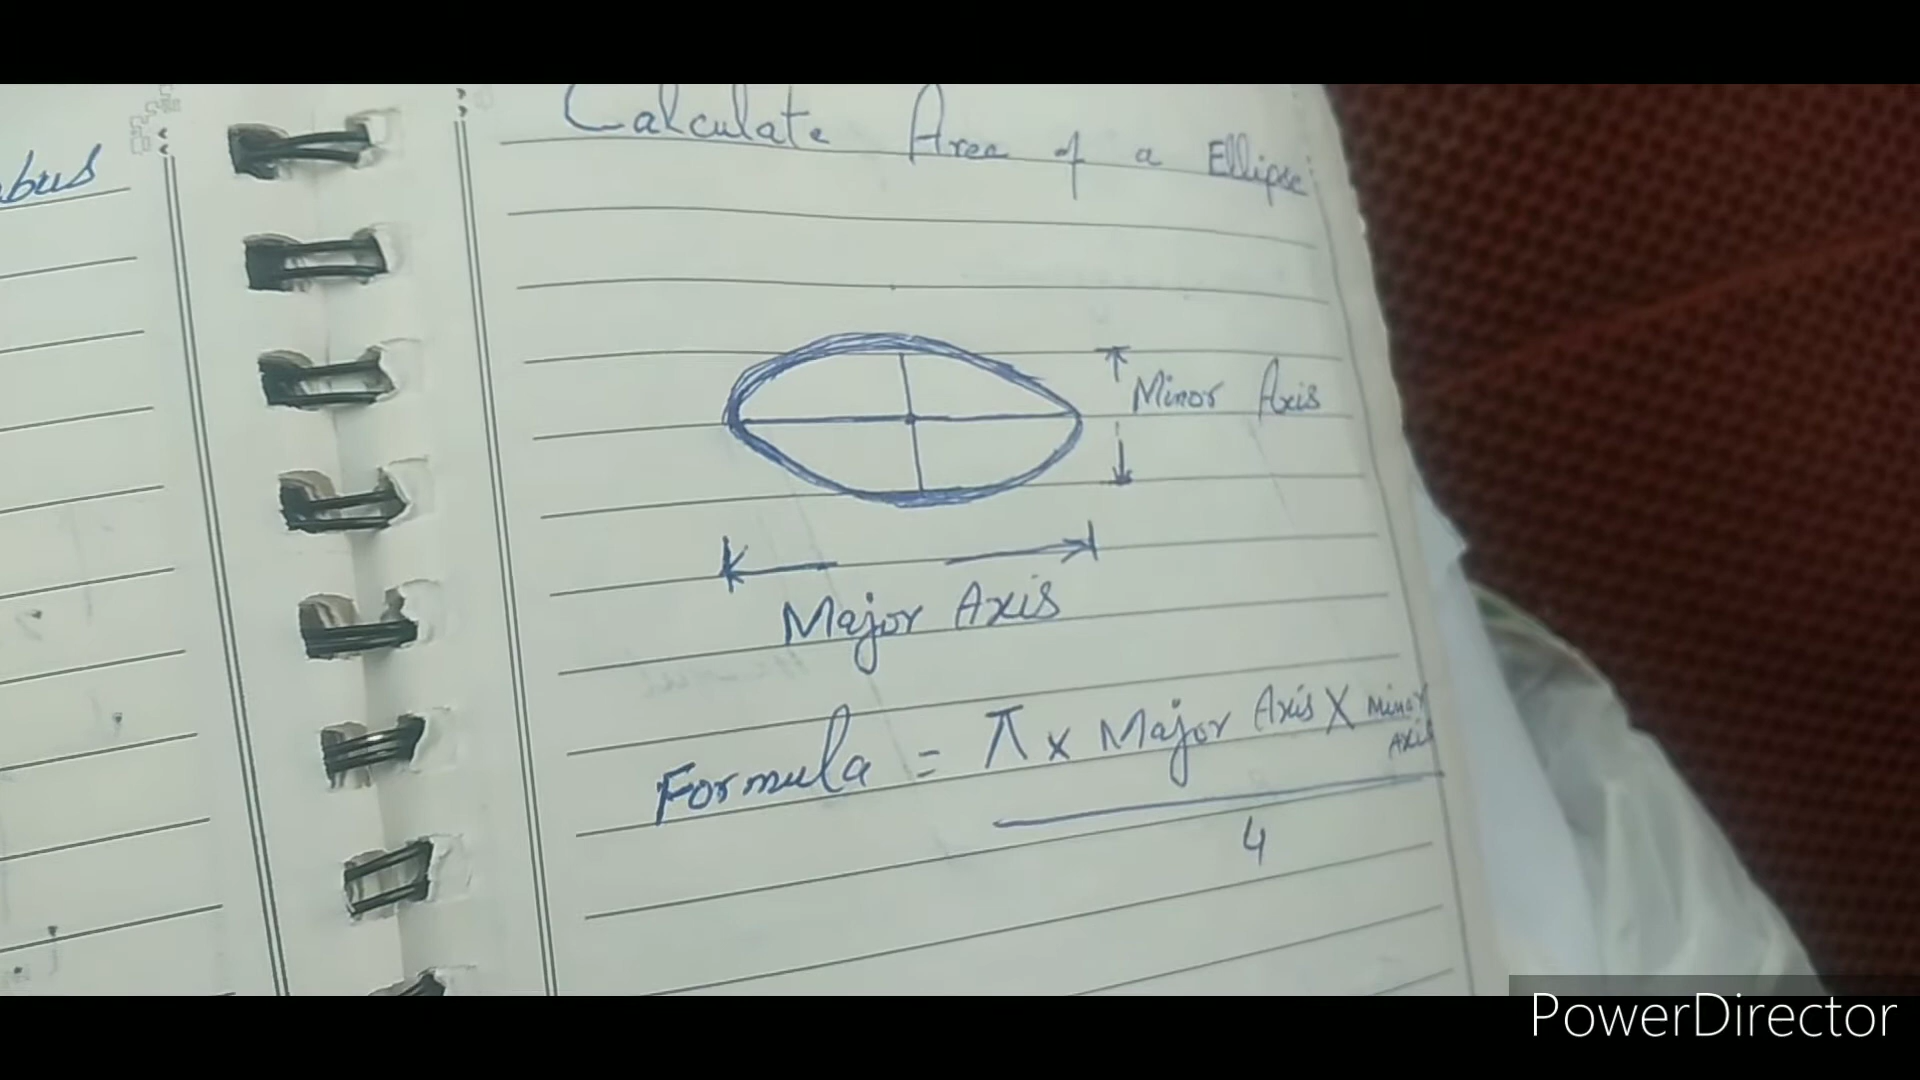 Calculate Area of a Ellipse
Minor Axis
Major Axis
Formula = π x Major Axis X Minor Axis
4
PowerDirector